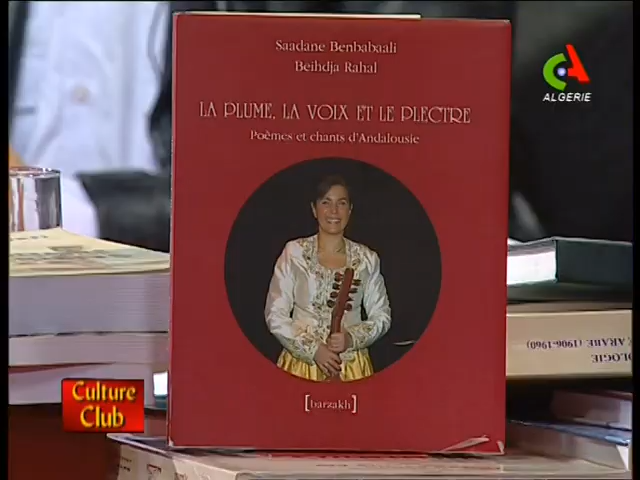 Saadane Benbabaali
Beihdja Rahal
LA PLUME, LA VOIX ET LE PLECTRE
Poèmes et chants d'Andalousie
[barzakh]
ALGERIE
Culture
Club
OLOGIE
ARABE (1906-1960)